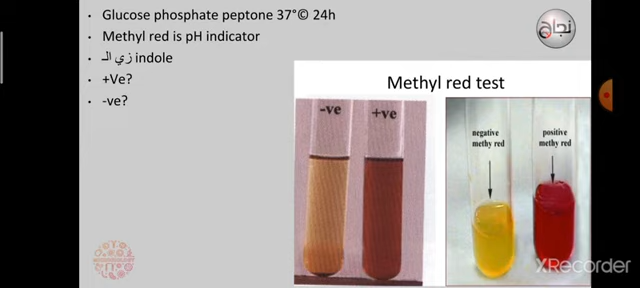 Glucose phosphate peptone 37°© 24h
Methyl red is pH indicator
زي الـ indole
+Ve?
-ve?
نجاح
Methyl red test
-ve
+ve
negative
methy red
positive
methy red
XRecorder